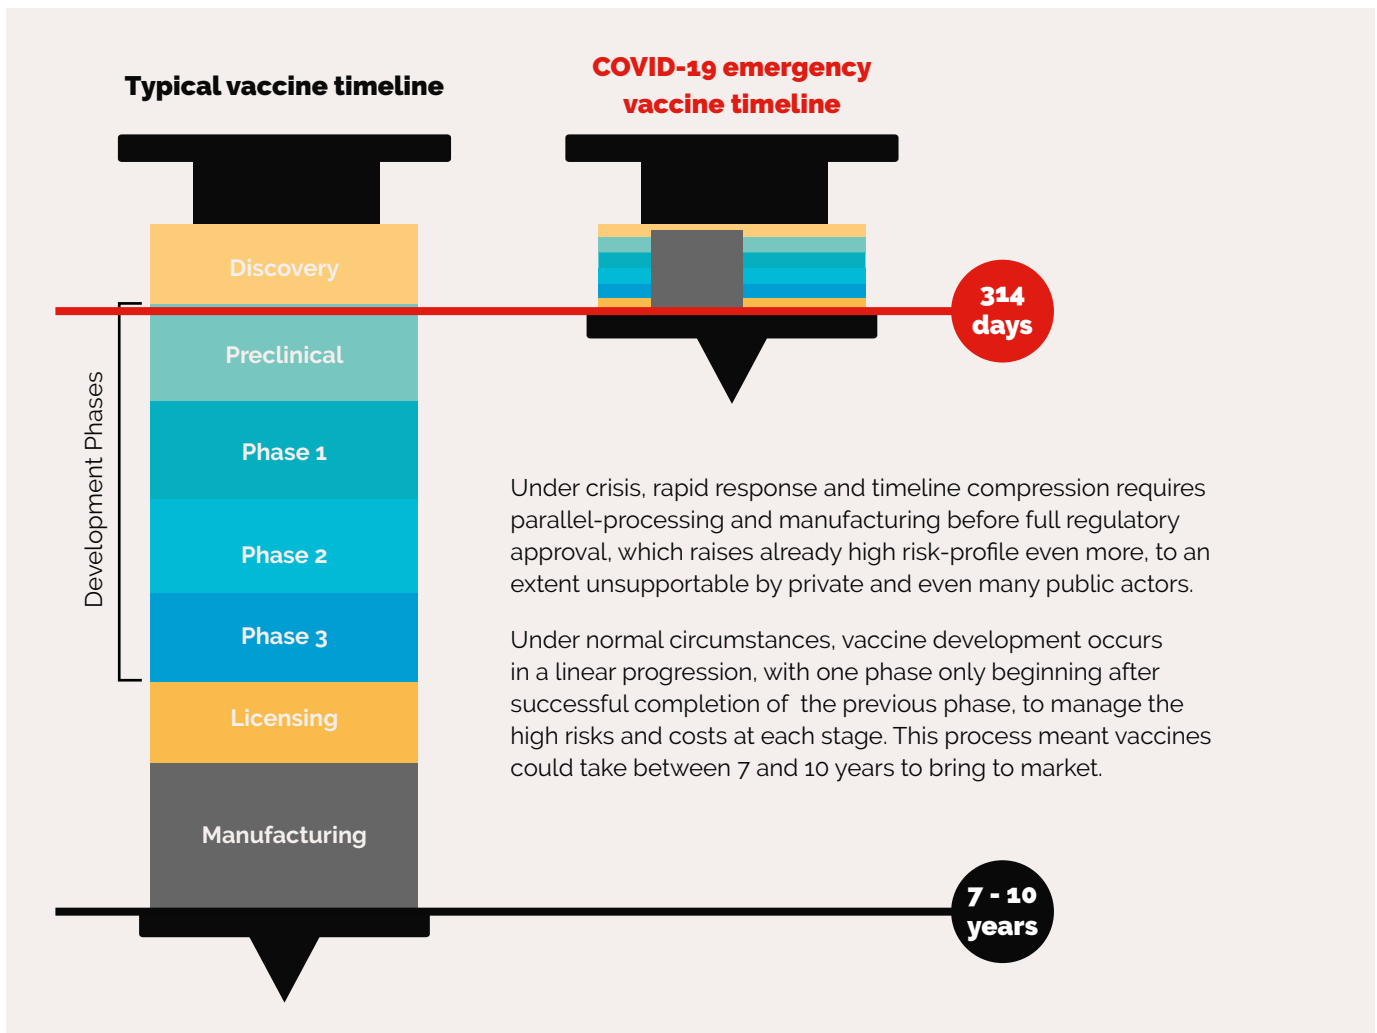 Typical vaccine timeline
COVID-19 emergency
vaccine timeline
Discovery
314
days
Preclinical
Development Phases
Phase 1
Phase 2
Phase 3
Licensing
Manufacturing
Under crisis, rapid response and timeline compression requires
parallel-processing and manufacturing before full regulatory
approval, which raises already high risk-profile even more, to an
extent unsupportable by private and even many public actors.
Under normal circumstances, vaccine development occurs
in a linear progression, with one phase only beginning after
successful completion of  the previous phase, to manage the
high risks and costs at each stage. This process meant vaccines
could take between 7 and 10 years to bring to market.
7 - 10
years